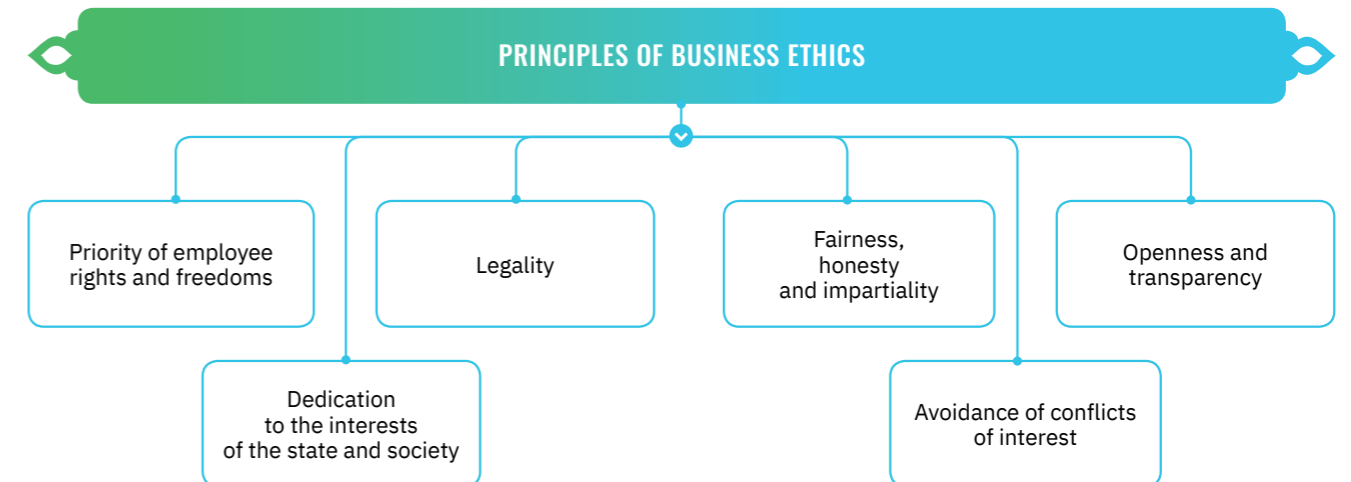 PRINCIPLES OF BUSINESS ETHICS
Priority of employee
rights and freedoms
Legality
Fairness,
honesty
and impartiality
Openness and
transparency
Dedication
to the interests
of the state and society
Avoidance of conflicts
of interest